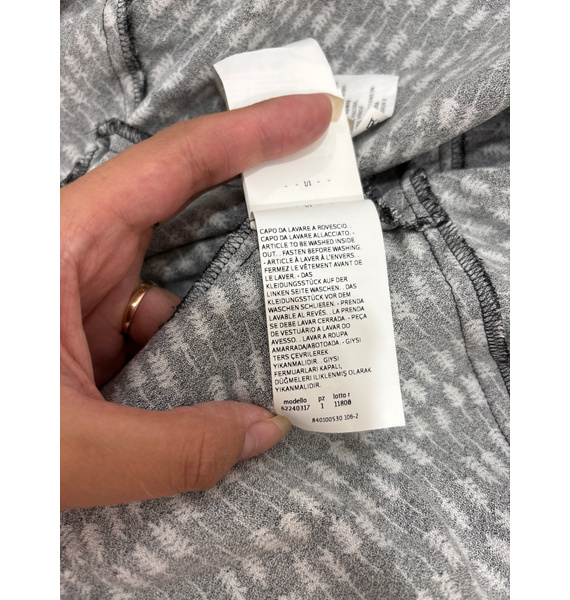 1/1
CAPO DA LAVARE A ROVESCIO. .
CAPO DA LAVARE ALLACCIATO. -
ARTICLE TO BE WASHED INSIDE
OUT. . FASTEN BEFORE WASHING.
- ARTICLE À LAVER À L'ENVERS. .
FERMEZ LE VÊTEMENT AVANT DE
LE LAVER. - DAS
KLEIDUNGSSTÜCK AUF DER
LINKEN SEITE WASCHEN. . DAS
KLEIDUNGSSTÜCK VOR DEM
WASCHEN SCHLIEßEN. - PRENDA
LAVABLE AL REVÉS. . LA PRENDA
SE DEBE LAVAR CERRADA. - PEÇA
DE VESTUÁRIO A LAVAR DO
AVESSO. . LAVAR A ROUPA
AMARRADA/ABOTOADA. - GIYSI
TERS ÇEVRILEREK
YIKANMALIDIR. . GIYSI
FERMUARLARI KAPALI,
DÜĞMELERI ILIKLENMIŞ OLARAK
YIKANMALIDIR.
modello pz lotto r
62240317 1 11808
840100530 106-2